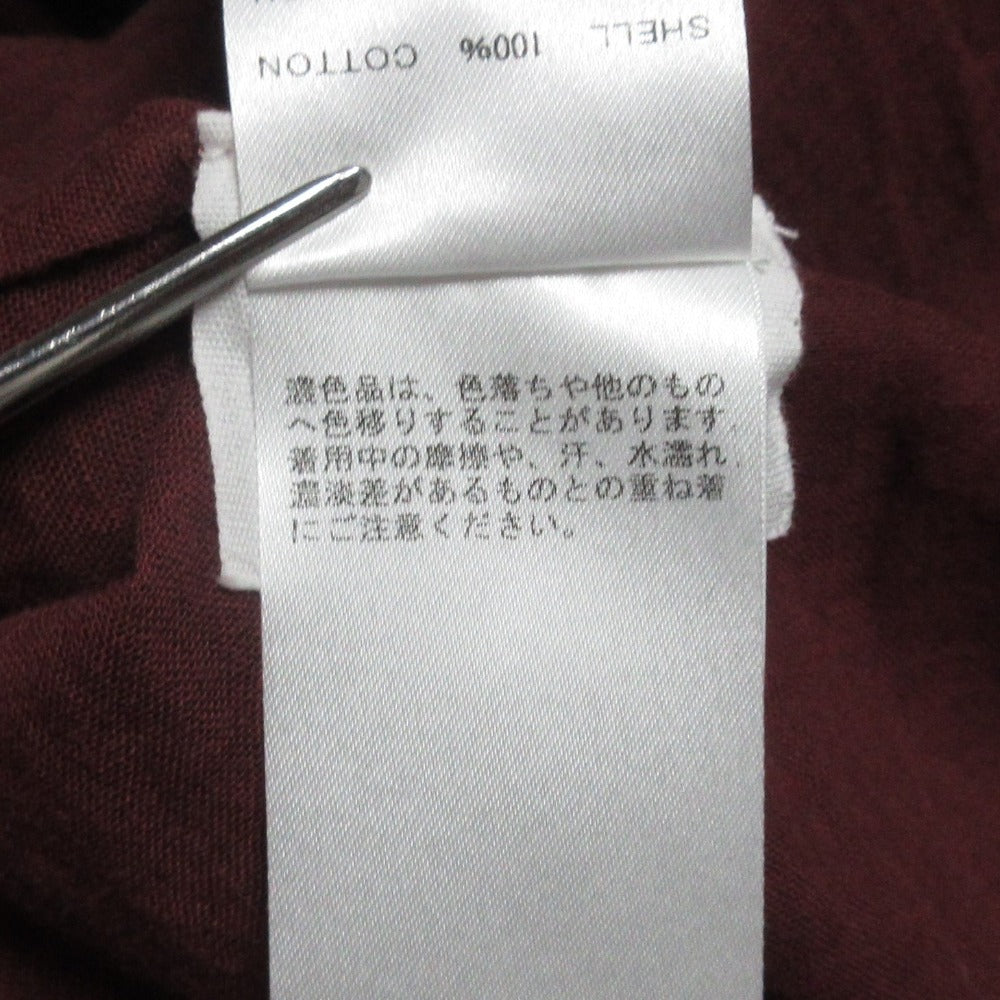 SHELL 100% COTTON
濃色品は、色落ちや他のもの
へ色移りすることがあります。
着用中の摩擦や、汗、水濡れ、
濃淡差があるものとの重ね着
にご注意ください。